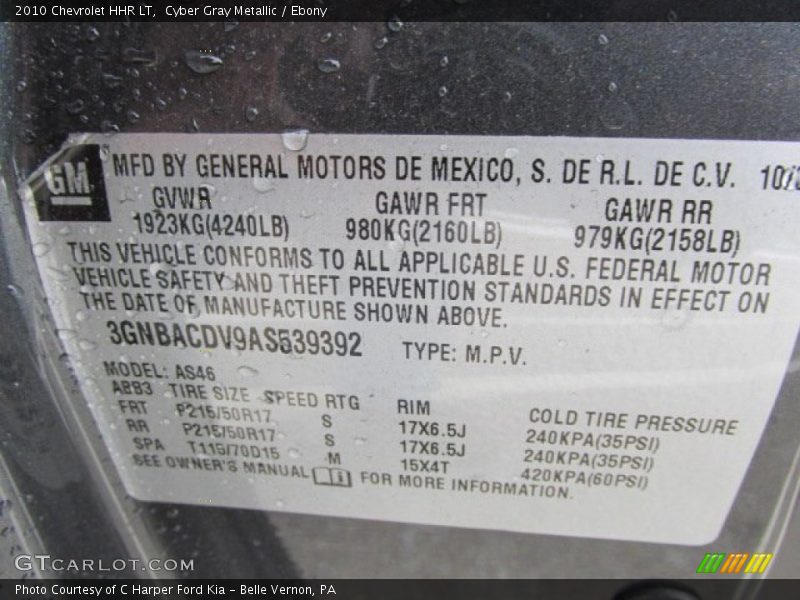 2010 Chevrolet HHR LT, Cyber Gray Metallic / Ebony
GM MFD BY GENERAL MOTORS DE MEXICO, S. DE R.L. DE C.V.
GVWR GAWR FRT GAWR RR
1923KG(4240LB) 980KG(2160LB) 979KG(2158LB)
THIS VEHICLE CONFORMS TO ALL APPLICABLE U.S. FEDERAL MOTOR
VEHICLE SAFETY AND THEFT PREVENTION STANDARDS IN EFFECT ON
THE DATE OF MANUFACTURE SHOWN ABOVE.
3GNBACDV9AS539392 TYPE: M.P.V.
MODEL: AS46
ABB3 TIRE SIZE SPEED RTG RIM COLD TIRE PRESSURE
FRT P215/50R17 S 17X6.5J 240KPA(35PSI)
RR P215/50R17 S 17X6.5J 240KPA(35PSI)
SPA T115/70D15 M 15X4T 420KPA(60PSI)
SEE OWNER'S MANUAL FOR MORE INFORMATION.
GTCARLOT.COM
Photo Courtesy of C Harper Ford Kia - Belle Vernon, PA